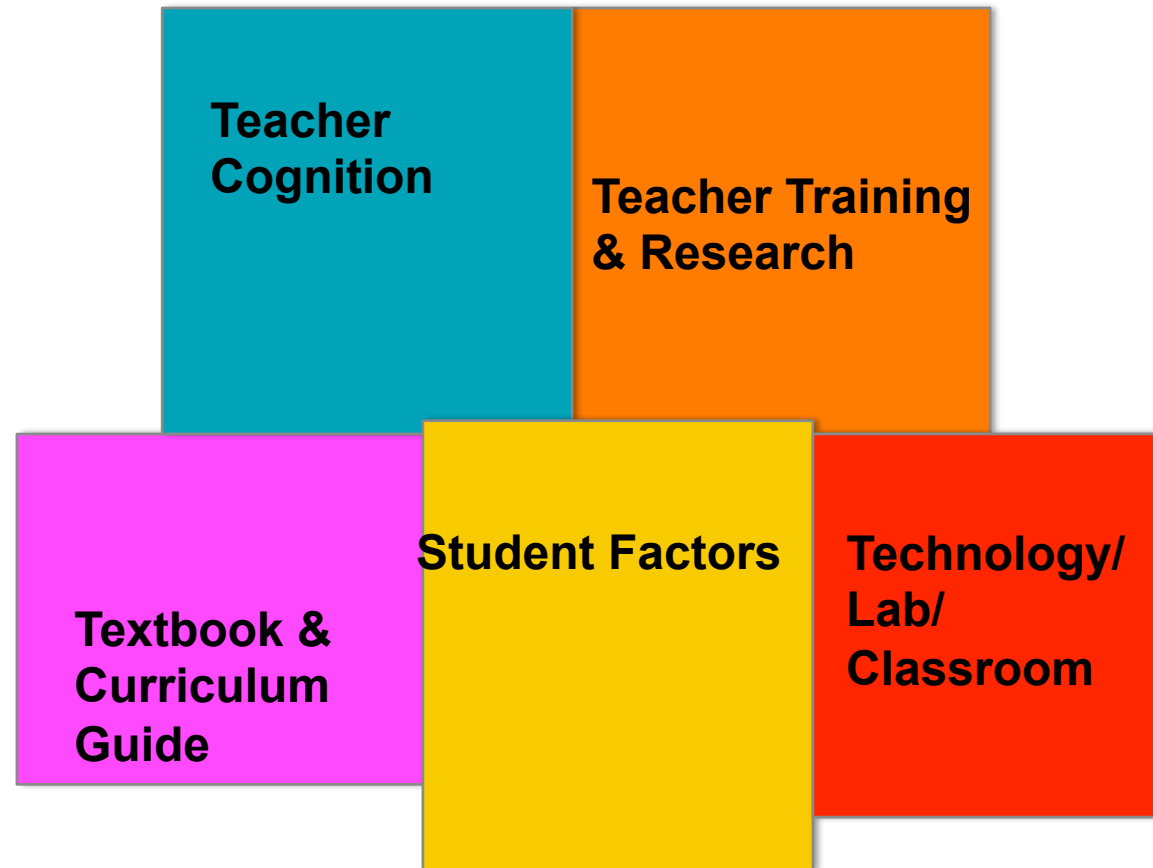 Teacher
Cognition
Teacher Training
& Research
Textbook &
Curriculum
Guide
Student Factors
Technology/
Lab/
Classroom